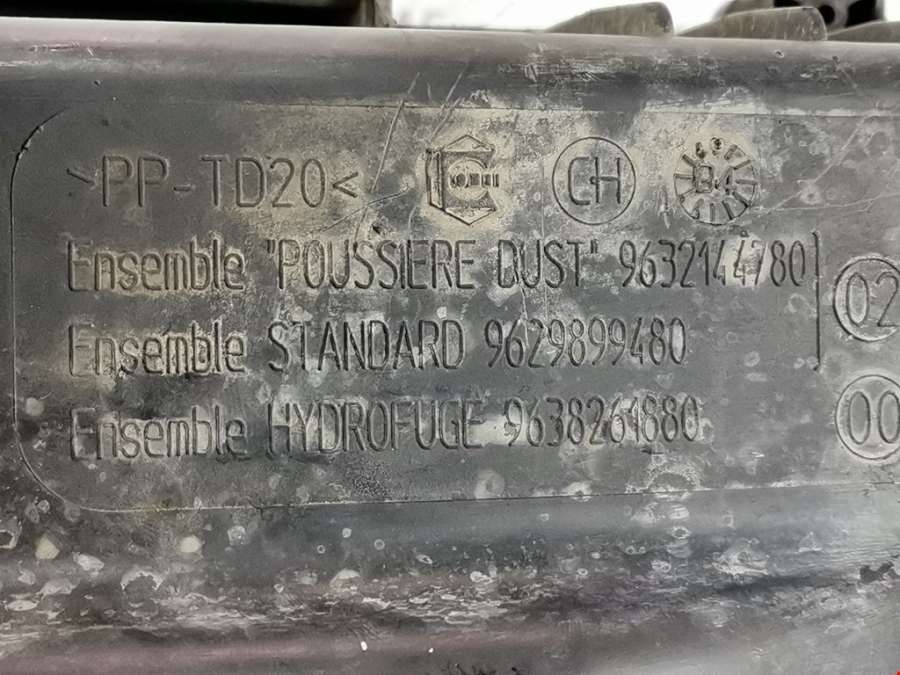 >PP-TD20< CH
Ensemble "POUSSIERE DUST" 9632144780
02
Ensemble STANDARD 9629899480
Ensemble HYDROFUGE 9638261880
00